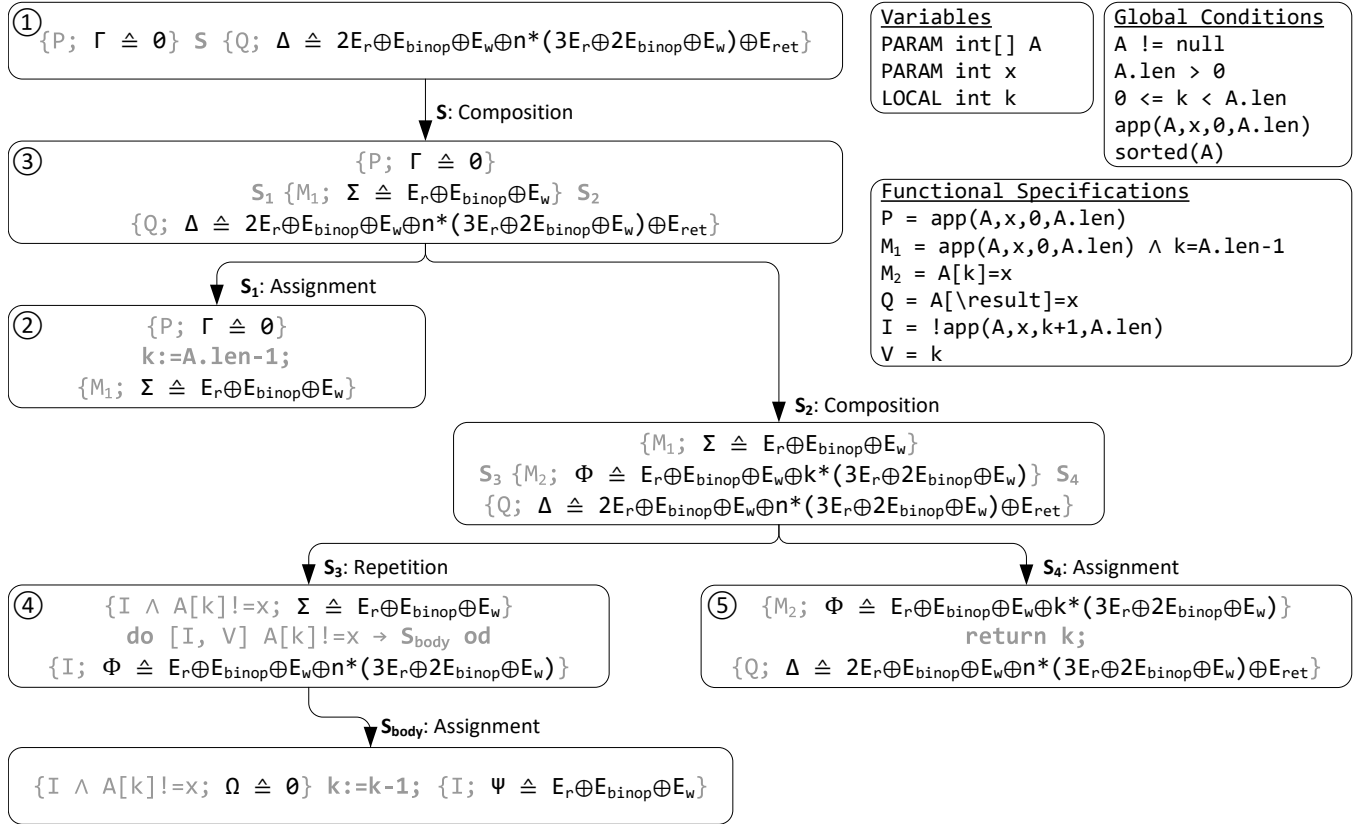 ① {P; Γ ≙ 0} S {Q; Δ ≙ 2Eᵣ⊕E_binop⊕E_w⊕n*(3Eᵣ⊕2E_binop⊕E_w)⊕E_ret}
S: Composition
③ {P; Γ ≙ 0}
S₁ {M₁; Σ ≙ Eᵣ⊕E_binop⊕E_w} S₂
{Q; Δ ≙ 2Eᵣ⊕E_binop⊕E_w⊕n*(3Eᵣ⊕2E_binop⊕E_w)⊕E_ret}
S₁: Assignment
② {P; Γ ≙ 0}
k:=A.len-1;
{M₁; Σ ≙ Eᵣ⊕E_binop⊕E_w}
Variables
PARAM int[] A
PARAM int x
LOCAL int k
Global Conditions
A != null
A.len > 0
0 <= k < A.len
app(A,x,0,A.len)
sorted(A)
Functional Specifications
P = app(A,x,0,A.len)
M₁ = app(A,x,0,A.len) ∧ k=A.len-1
M₂ = A[k]=x
Q = A[\result]=x
I = !app(A,x,k+1,A.len)
V = k
S₂: Composition
{M₁; Σ ≙ Eᵣ⊕E_binop⊕E_w}
S₃ {M₂; Φ ≙ Eᵣ⊕E_binop⊕E_w⊕k*(3Eᵣ⊕2E_binop⊕E_w)} S₄
{Q; Δ ≙ 2Eᵣ⊕E_binop⊕E_w⊕n*(3Eᵣ⊕2E_binop⊕E_w)⊕E_ret}
S₃: Repetition
④ {I ∧ A[k]!=x; Σ ≙ Eᵣ⊕E_binop⊕E_w}
do [I, V] A[k]!=x → S_body od
{I; Φ ≙ Eᵣ⊕E_binop⊕E_w⊕n*(3Eᵣ⊕2E_binop⊕E_w)}
S₄: Assignment
⑤ {M₂; Φ ≙ Eᵣ⊕E_binop⊕E_w⊕k*(3Eᵣ⊕2E_binop⊕E_w)}
return k;
{Q; Δ ≙ 2Eᵣ⊕E_binop⊕E_w⊕n*(3Eᵣ⊕2E_binop⊕E_w)⊕E_ret}
S_body: Assignment
{I ∧ A[k]!=x; Ω ≙ 0} k:=k-1; {I; Ψ ≙ Eᵣ⊕E_binop⊕E_w}